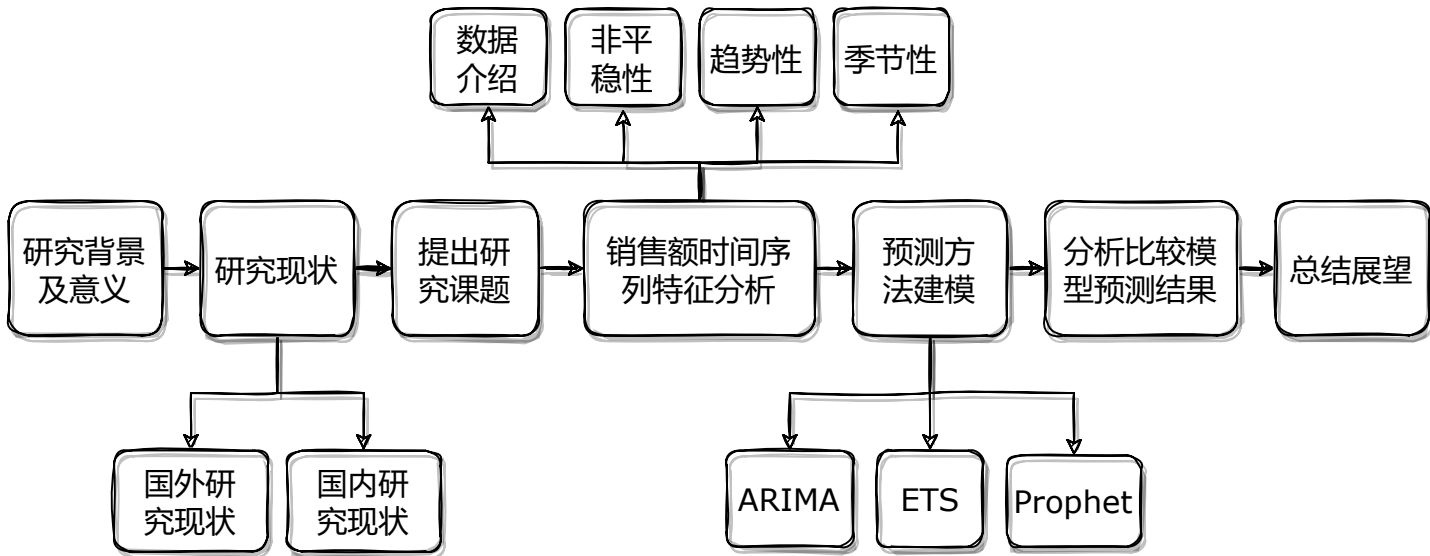 数据
介绍
非平
稳性
趋势性
季节性
研究背景
及意义
研究现状
提出研
究课题
销售额时间序
列特征分析
预测方
法建模
分析比较模
型预测结果
总结展望
国外研
究现状
国内研
究现状
ARIMA
ETS
Prophet